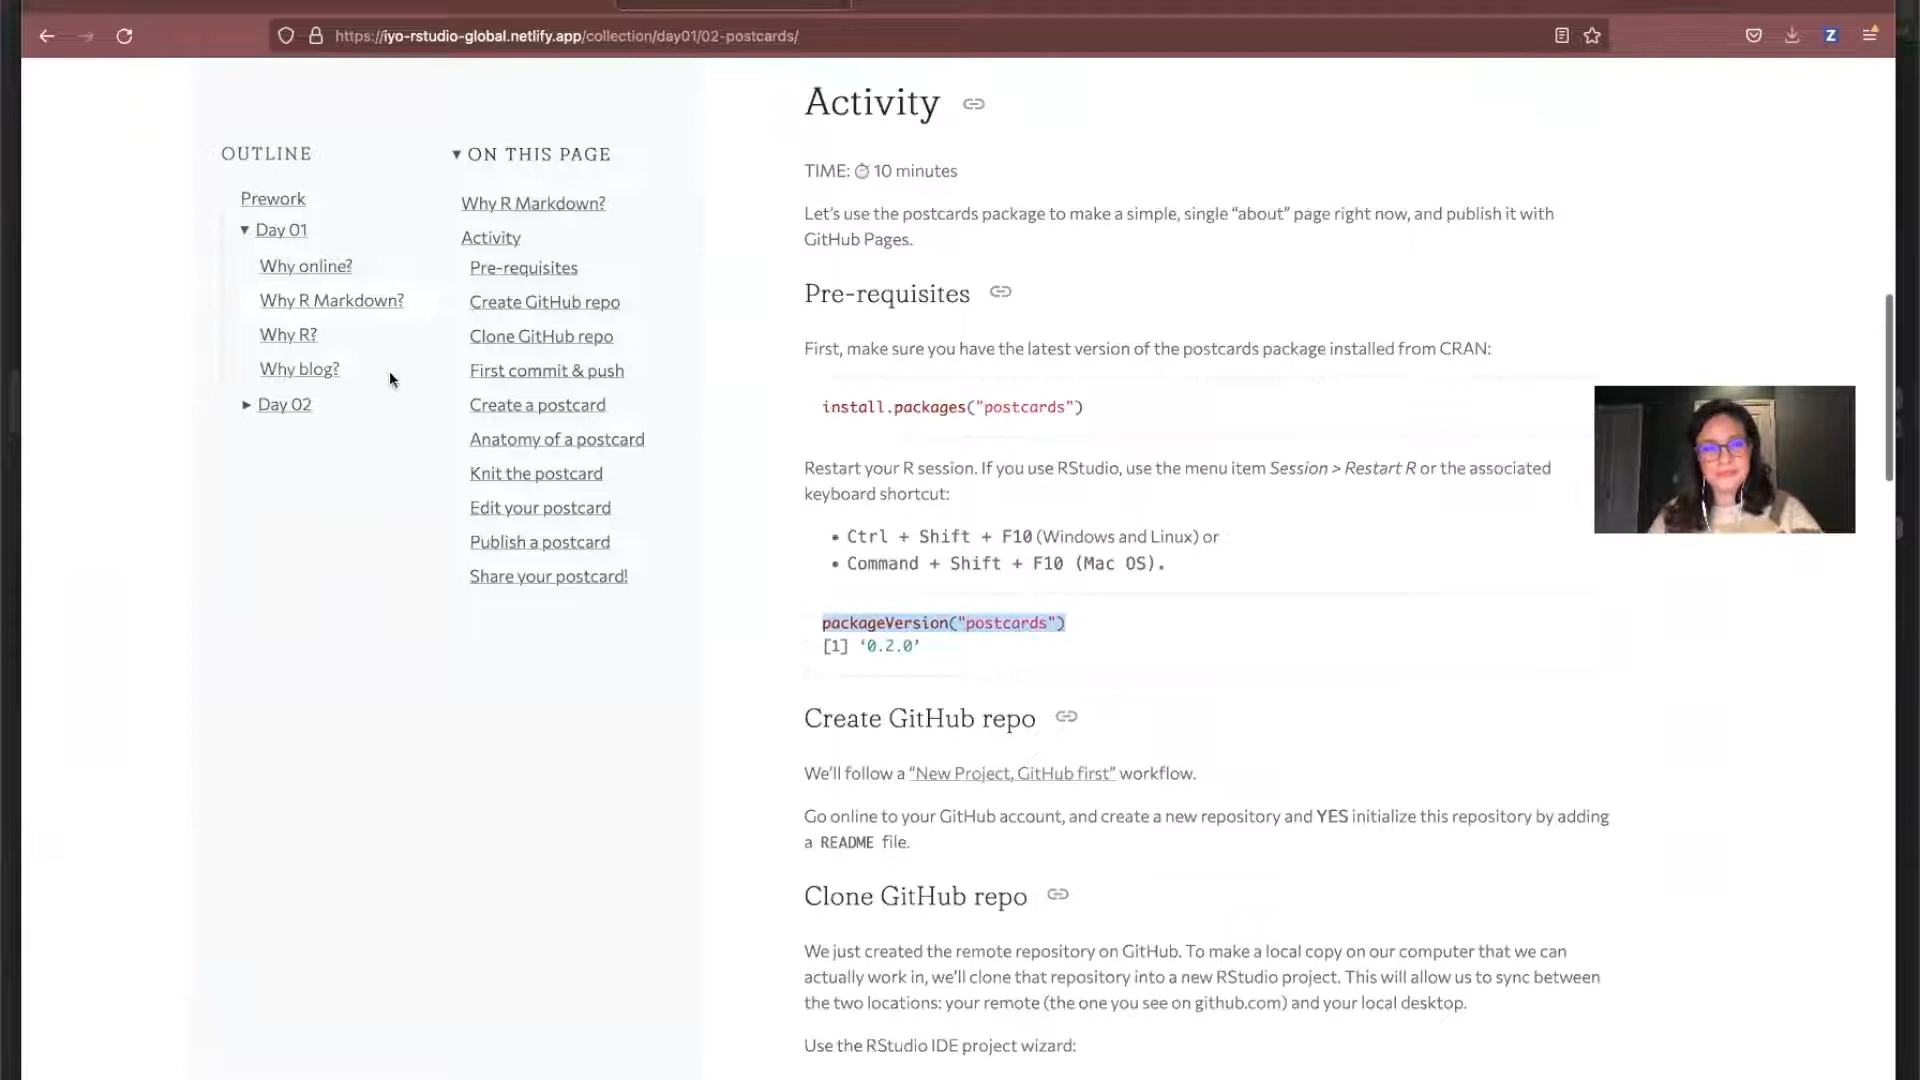 https://iyo-rstudio-global.netlify.app/collection/day01/02-postcards/
Z
OUTLINE
Prework
▼ Day 01
Why online?
Why R Markdown?
Why R?
Why blog?
► Day 02
▼ ON THIS PAGE
Why R Markdown?
Activity
Pre-requisites
Create GitHub repo
Clone GitHub repo
First commit & push
Create a postcard
Anatomy of a postcard
Knit the postcard
Edit your postcard
Publish a postcard
Share your postcard!
Activity
TIME: ⏱ 10 minutes
Let’s use the postcards package to make a simple, single “about” page right now, and publish it with
GitHub Pages.
Pre-requisites
First, make sure you have the latest version of the postcards package installed from CRAN:
install.packages("postcards")
Restart your R session. If you use RStudio, use the menu item Session > Restart R or the associated
keyboard shortcut:
• Ctrl + Shift + F10 (Windows and Linux) or
• Command + Shift + F10 (Mac OS).
packageVersion("postcards")
[1] ‘0.2.0’
Create GitHub repo
We’ll follow a “New Project, GitHub first” workflow.
Go online to your GitHub account, and create a new repository and YES initialize this repository by adding
a README file.
Clone GitHub repo
We just created the remote repository on GitHub. To make a local copy on our computer that we can
actually work in, we’ll clone that repository into a new RStudio project. This will allow us to sync between
the two locations: your remote (the one you see on github.com) and your local desktop.
Use the RStudio IDE project wizard: